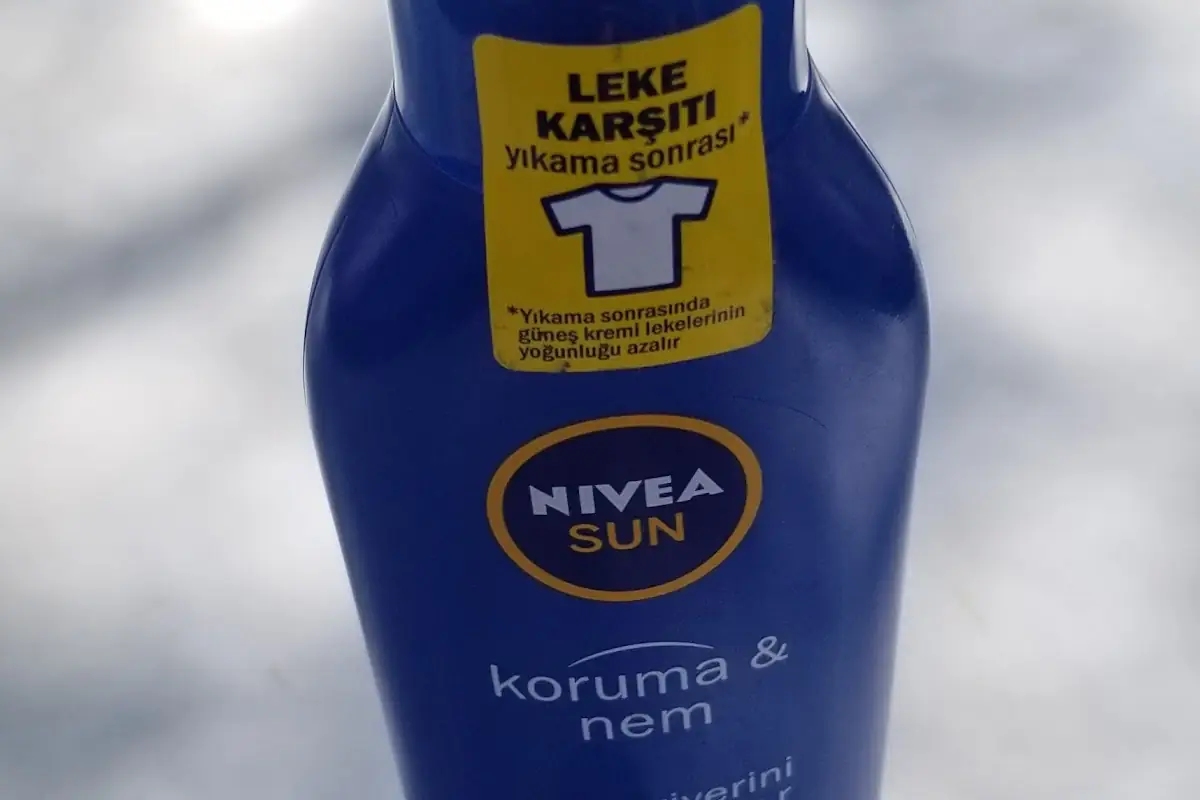 LEKE
KARŞITI
yıkama sonrası*
*Yıkama sonrasında
güneş kremi lekelerinin
yoğunluğu azalır
NIVEA
SUN
koruma &
nem